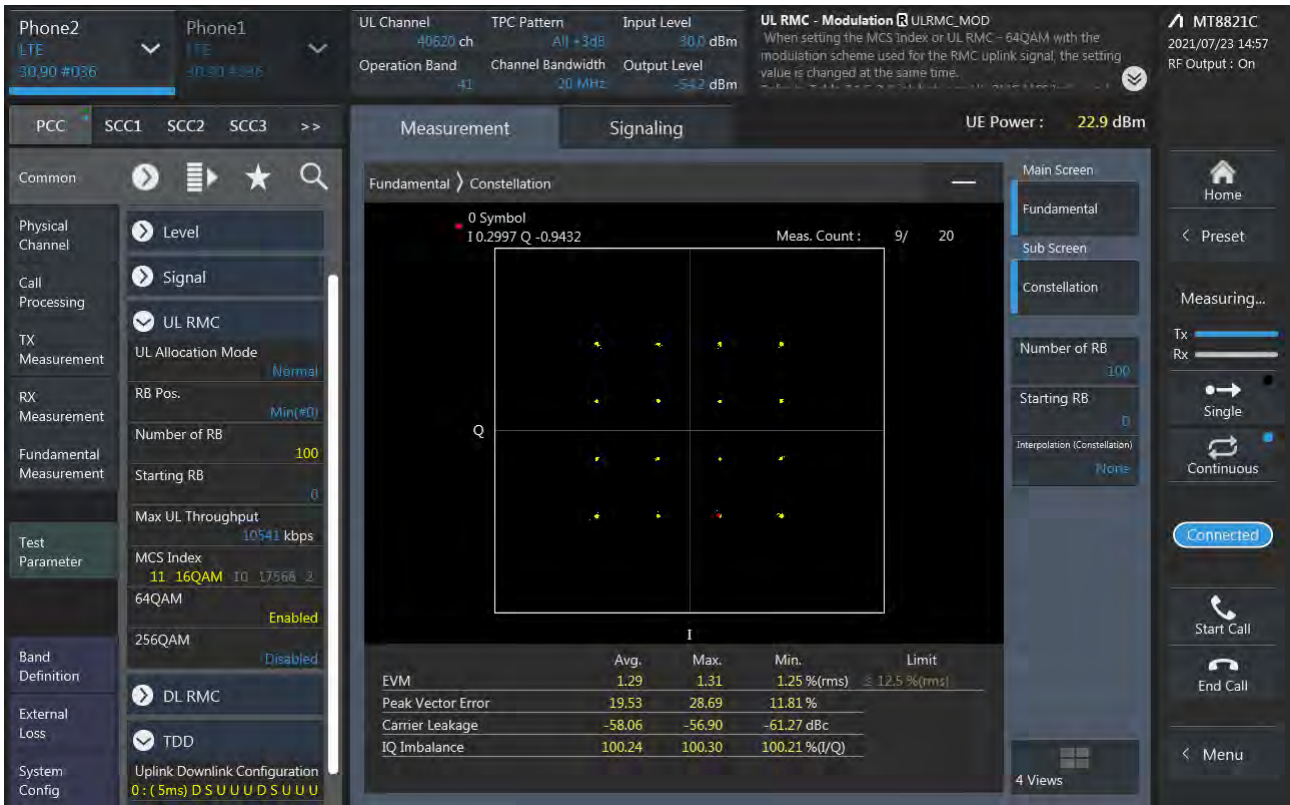 Phone2
LTE
30.90 #036
Phone1
LTE
UL Channel
40620 ch
Operation Band
41
TPC Pattern
All +3dB
Channel Bandwidth
20 MHz
Input Level
30.0 dBm
Output Level
-54.2 dBm
UL RMC - Modulation R ULRMC_MOD
When setting the MCS Index or UL RMC – 64QAM with the
modulation scheme used for the RMC uplink signal, the setting
value is changed at the same time.
MT8821C
2021/07/23 14:57
RF Output : On
PCC SCC1 SCC2 SCC3 >>
Measurement
Signaling
UE Power : 22.9 dBm
Common
Physical
Channel
Call
Processing
TX
Measurement
RX
Measurement
Fundamental
Measurement
Test
Parameter
Band
Definition
External
Loss
System
Config
Level
Signal
UL RMC
UL Allocation Mode
Normal
RB Pos.
Min(#0)
Number of RB
100
Starting RB
0
Max UL Throughput
10541 kbps
MCS Index
11 16QAM 10 17566 2
64QAM
Enabled
256QAM
Disabled
DL RMC
TDD
Uplink Downlink Configuration
0 : ( 5ms) D S U U U D S U U U
Fundamental 〉 Constellation
0 Symbol
I 0.2997 Q -0.9432
Meas. Count : 9/ 20
Q
I
Avg. Max. Min. Limit
EVM 1.29 1.31 1.25 %(rms) ≦ 12.5 %(rms)
Peak Vector Error 19.53 28.69 11.81 %
Carrier Leakage -58.06 -56.90 -61.27 dBc
IQ Imbalance 100.24 100.30 100.21 %(I/Q)
Main Screen
Fundamental
Sub Screen
Constellation
Number of RB
100
Starting RB
0
Interpolation (Constellation)
None
4 Views
Home
< Preset
Measuring...
Tx
Rx
Single
Continuous
Connected
Start Call
End Call
< Menu